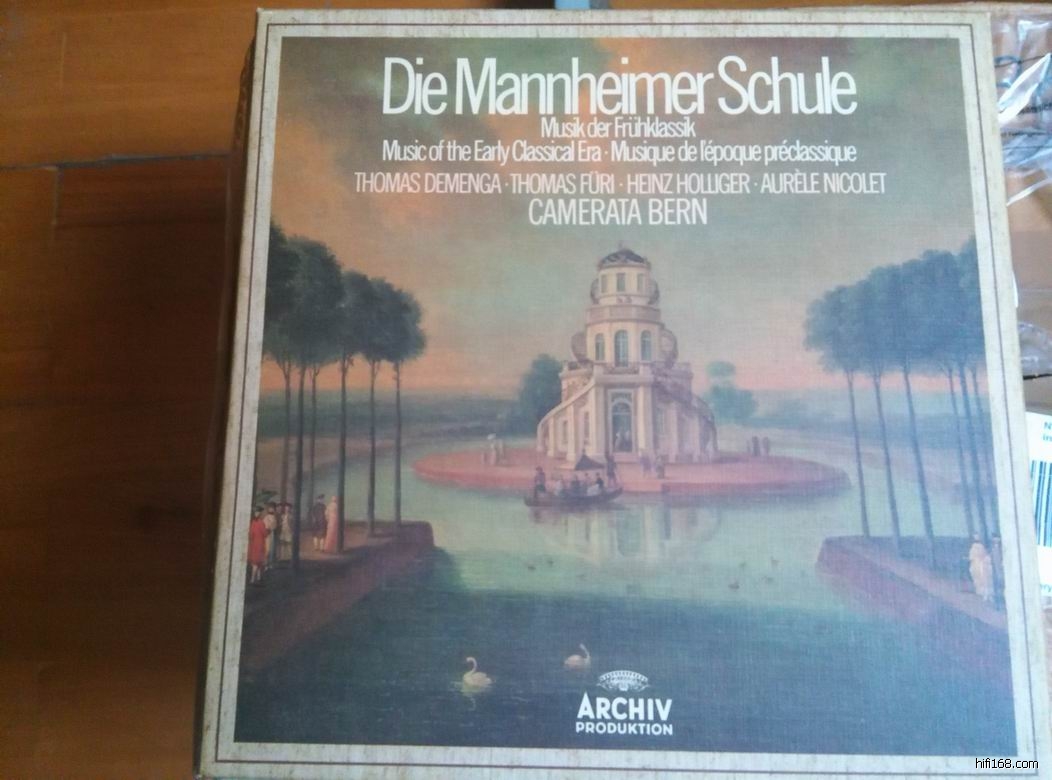 Die Mannheimer Schule
Musik der Frühklassik
Music of the Early Classical Era · Musique de l'époque préclassique
THOMAS DEMENGA · THOMAS FÜRI · HEINZ HOLLIGER · AURÈLE NICOLET
CAMERATA BERN
ARCHIV
PRODUKTION
hifi168.com